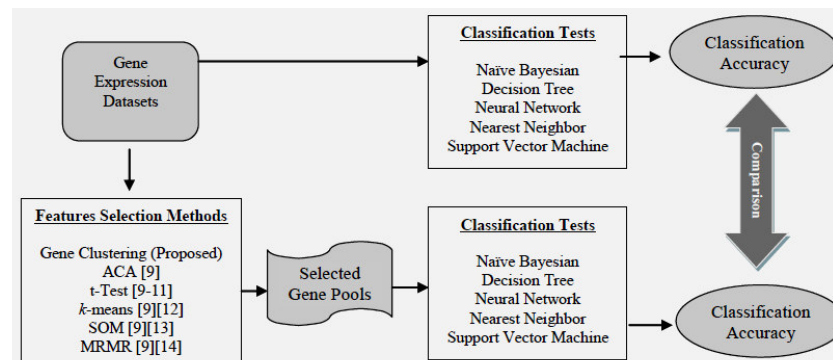 Gene
Expression
Datasets
Classification Tests
Naïve Bayesian
Decision Tree
Neural Network
Nearest Neighbor
Support Vector Machine
Classification
Accuracy
Comparison
Features Selection Methods
Gene Clustering (Proposed)
ACA [9]
t-Test [9-11]
k-means [9][12]
SOM [9][13]
MRMR [9][14]
Selected
Gene Pools
Classification Tests
Naïve Bayesian
Decision Tree
Neural Network
Nearest Neighbor
Support Vector Machine
Classification
Accuracy